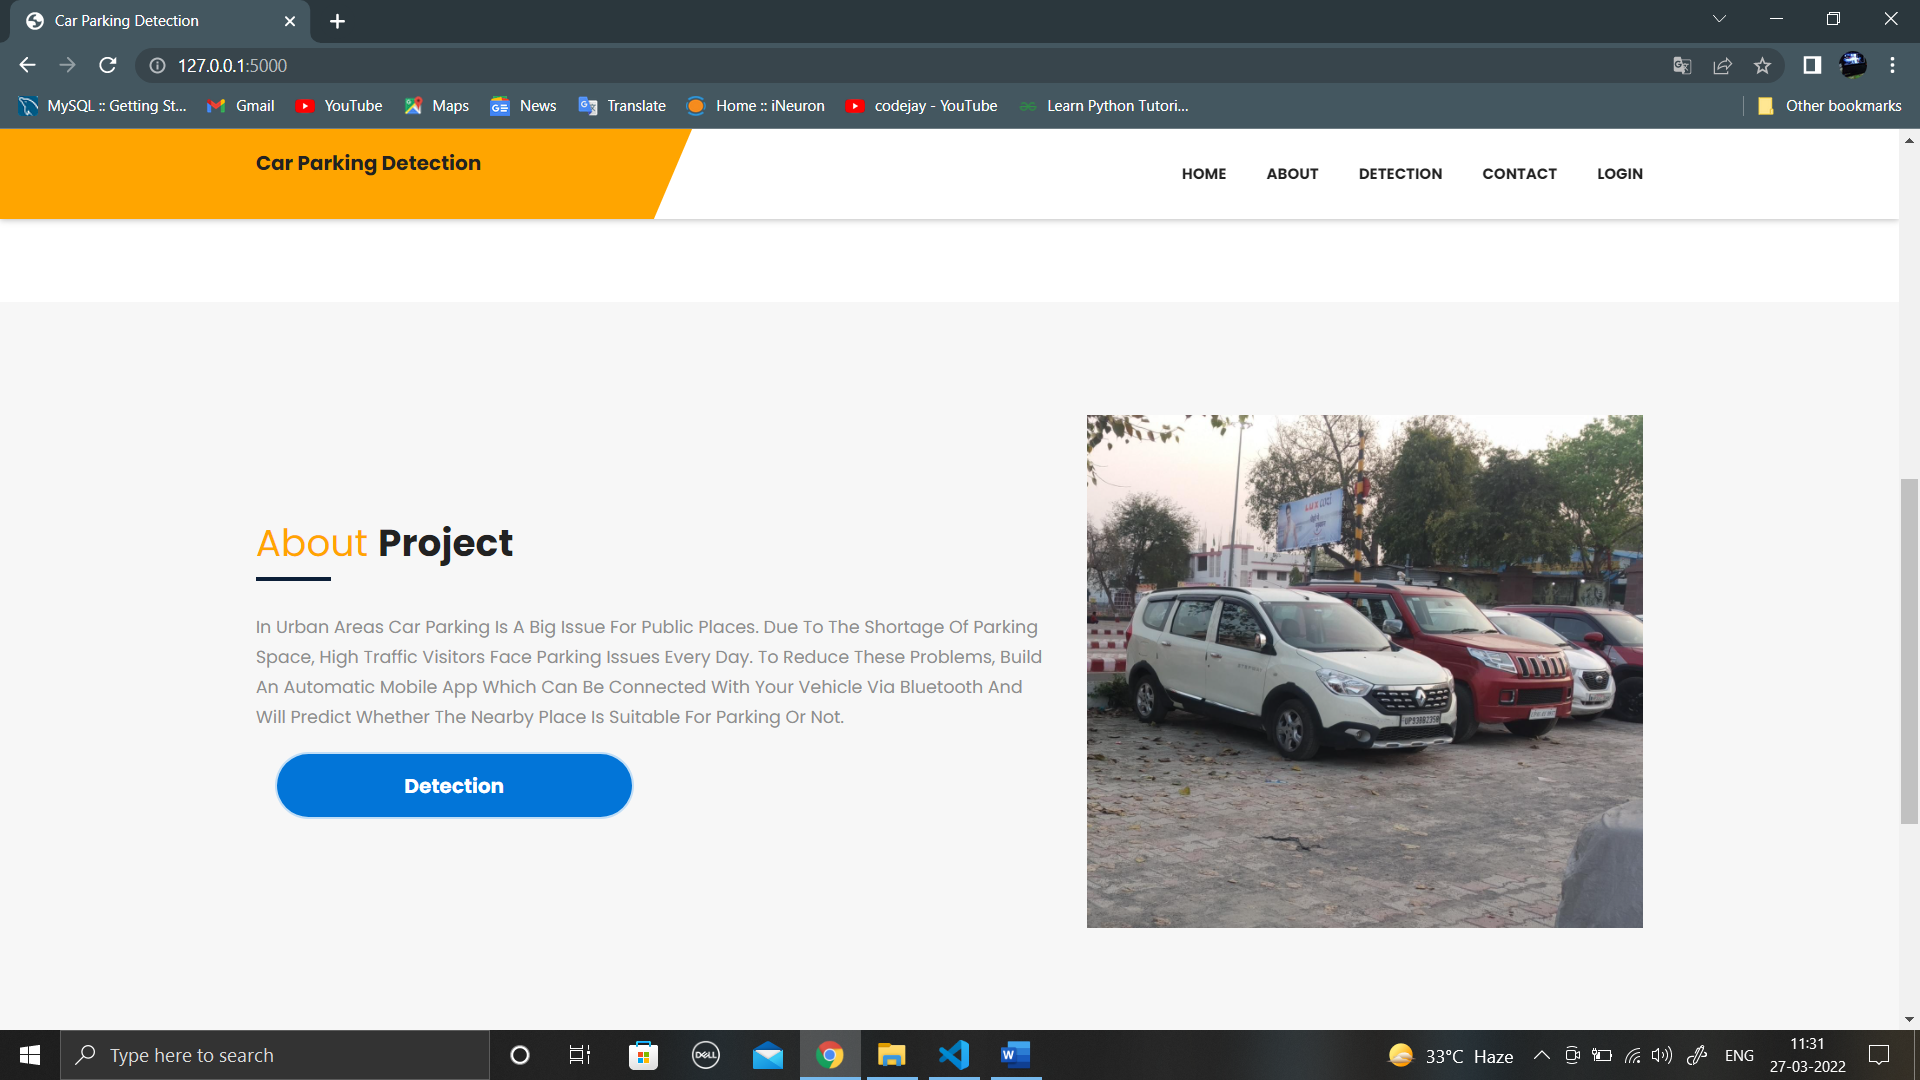 Car Parking Detection
127.0.0.1:5000
MySQL :: Getting St...
Gmail
YouTube
Maps
News
Translate
Home :: iNeuron
codejay - YouTube
Learn Python Tutori...
Other bookmarks
Car Parking Detection
HOME
ABOUT
DETECTION
CONTACT
LOGIN
About Project
In Urban Areas Car Parking Is A Big Issue For Public Places. Due To The Shortage Of Parking
Space, High Traffic Visitors Face Parking Issues Every Day. To Reduce These Problems, Build
An Automatic Mobile App Which Can Be Connected With Your Vehicle Via Bluetooth And
Will Predict Whether The Nearby Place Is Suitable For Parking Or Not.
Detection
Type here to search
DELL
33°C Haze
ENG
11:31
27-03-2022